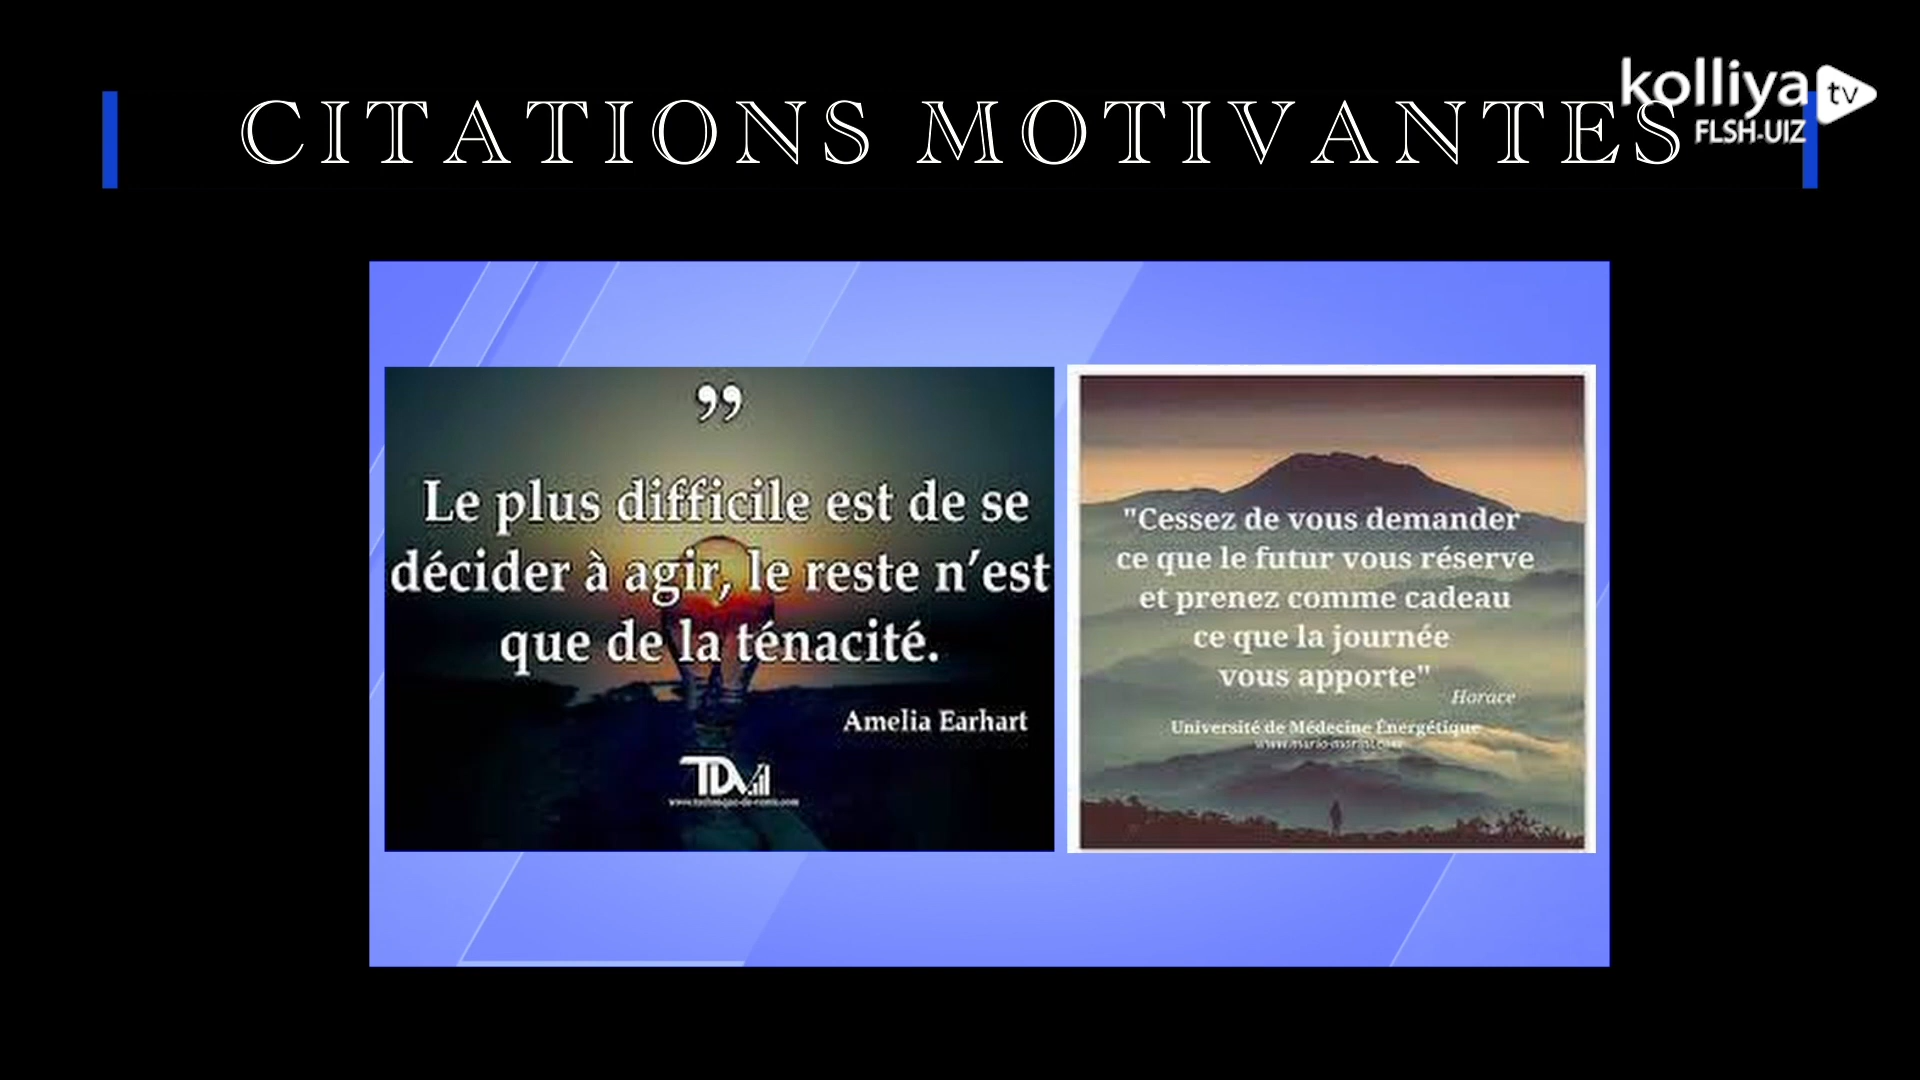 kolliya tv
FLSH-UIZ
CITATIONS MOTIVANTES
”
Le plus difficile est de se
décider à agir, le reste n’est
que de la ténacité.
Amelia Earhart
TDV
"Cessez de vous demander
ce que le futur vous réserve
et prenez comme cadeau
ce que la journée
vous apporte"
Horace
Université de Médecine Énergétique